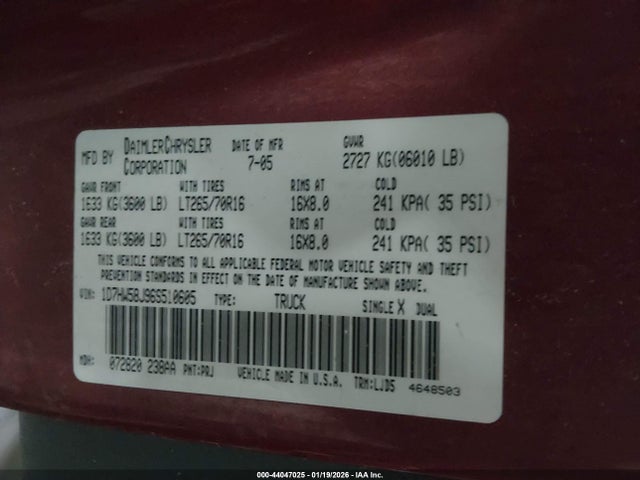 MFD BY DAIMLERCHRYSLER CORPORATION DATE OF MFR 7-05 GVWR 2727 KG(06010 LB)
GAWR FRONT WITH TIRES RIMS AT COLD
1633 KG(3600 LB) LT265/70R16 16X8.0 241 KPA( 35 PSI)
GAWR REAR WITH TIRES RIMS AT COLD
1633 KG(3600 LB) LT265/70R16 16X8.0 241 KPA( 35 PSI)
THIS VEHICLE CONFORMS TO ALL APPLICABLE FEDERAL MOTOR VEHICLE SAFETY AND THEFT
PREVENTION STANDARDS IN EFFECT ON THE DATE OF MANUFACTURE SHOWN ABOVE.
VIN: 1D7HW58J96S510605 TYPE: TRUCK SINGLE X DUAL
MDH: 072820 238AA PNT:PRJ VEHICLE MADE IN U.S.A. TRM:LJD5 4648503
000-44047025 - 01/19/2026 - IAA Inc.